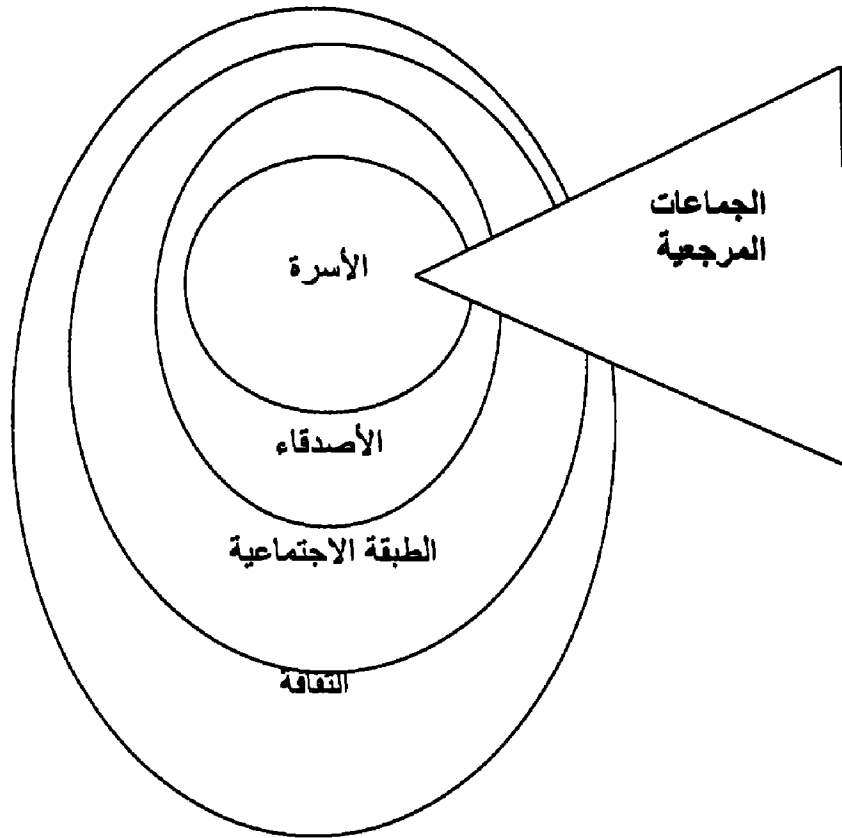 الجماعات
المرجعية
الأسرة
الأصدقاء
الطبقة الاجتماعية
الثقافة